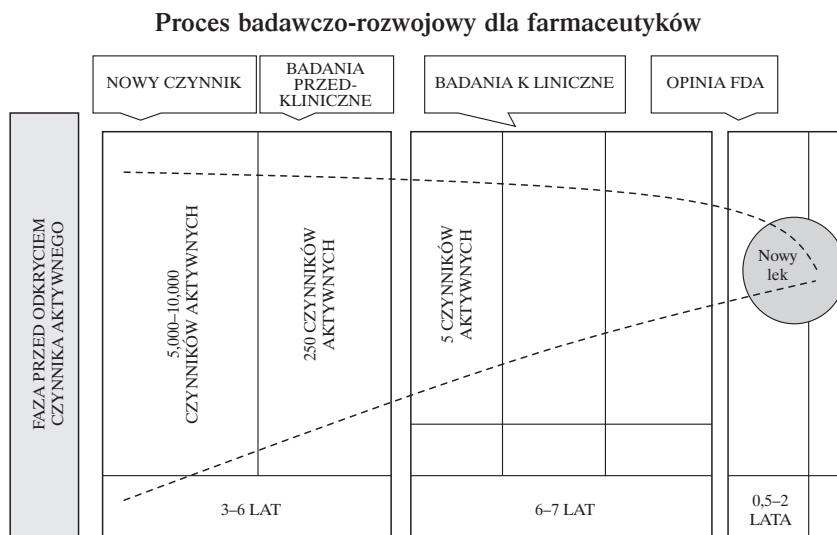 Proces badawczo-rozwojowy dla farmaceutyków
NOWY CZYNNIK
BADANIA
PRZED-
KLINICZNE
BADANIA K LINICZNE
OPINIA FDA
FAZA PRZED ODKRYCIEM
CZYNNIKA AKTYWNEGO
5,000–10,000
CZYNNIKÓW AKTYWNYCH
250 CZYNNIKÓW
AKTYWNYCH
5 CZYNNIKÓW
AKTYWNYCH
Nowy
lek
3–6 LAT
6–7 LAT
0,5–2
LATA